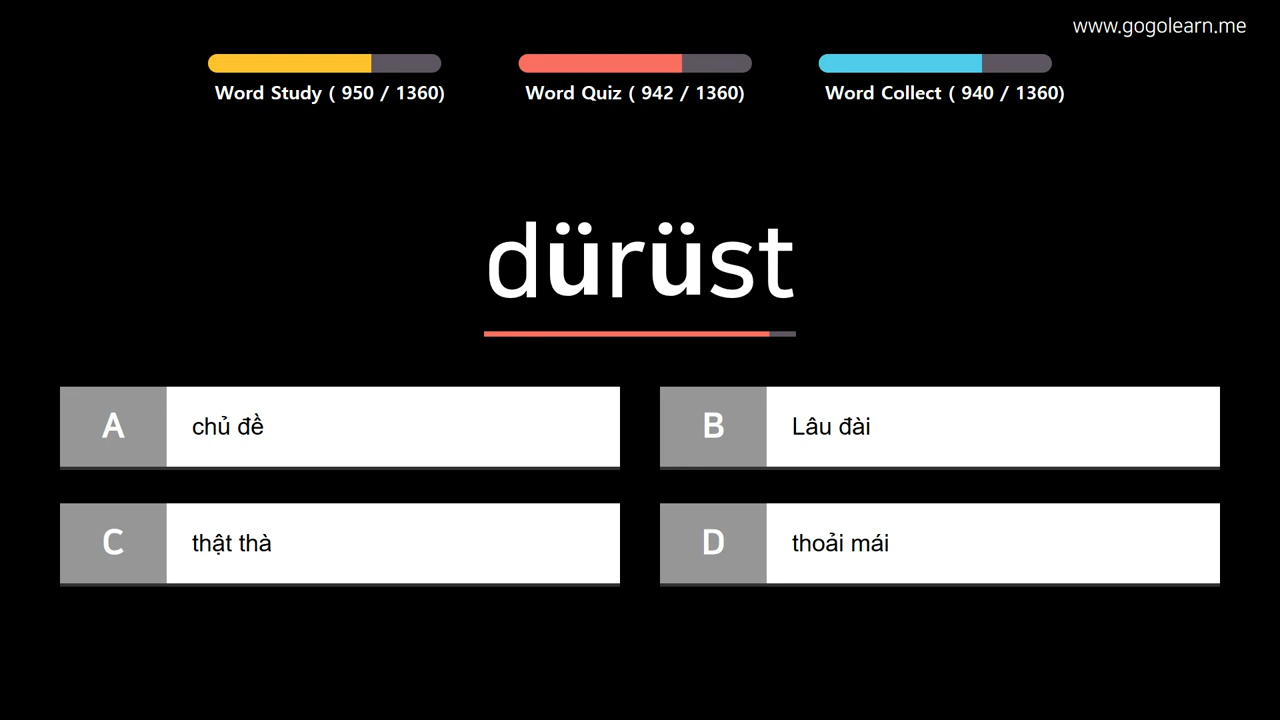 www.gogolearn.me
Word Study ( 950 / 1360)
Word Quiz ( 942 / 1360)
Word Collect ( 940 / 1360)
dürüst
A chủ đề
B Lâu đài
C thật thà
D thoải mái